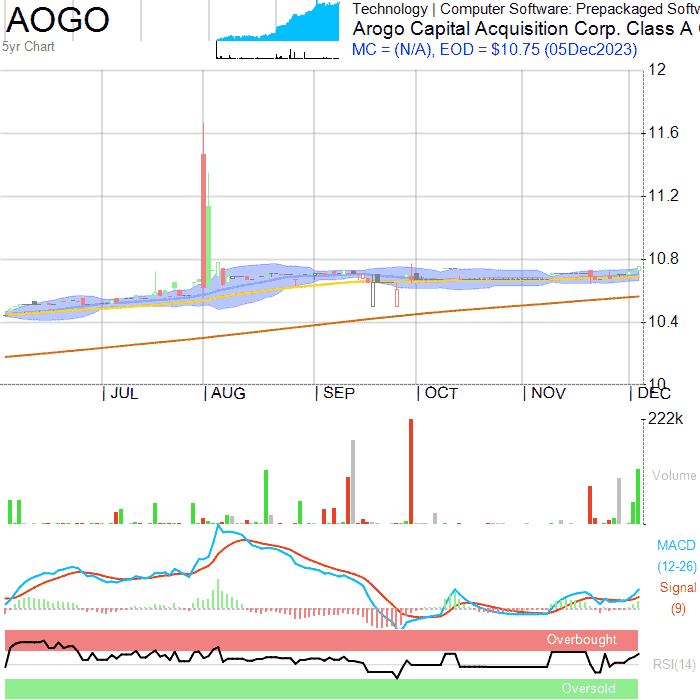 AOGO
5yr Chart
Technology | Computer Software: Prepackaged Softw
Arogo Capital Acquisition Corp. Class A
MC = (N/A), EOD = $10.75 (05Dec2023)
12
11.6
11.2
10.8
10.4
10
JUL AUG SEP OCT NOV DEC
222k
Volume
MACD
(12-26)
Signal
(9)
Overbought
RSI(14)
Oversold